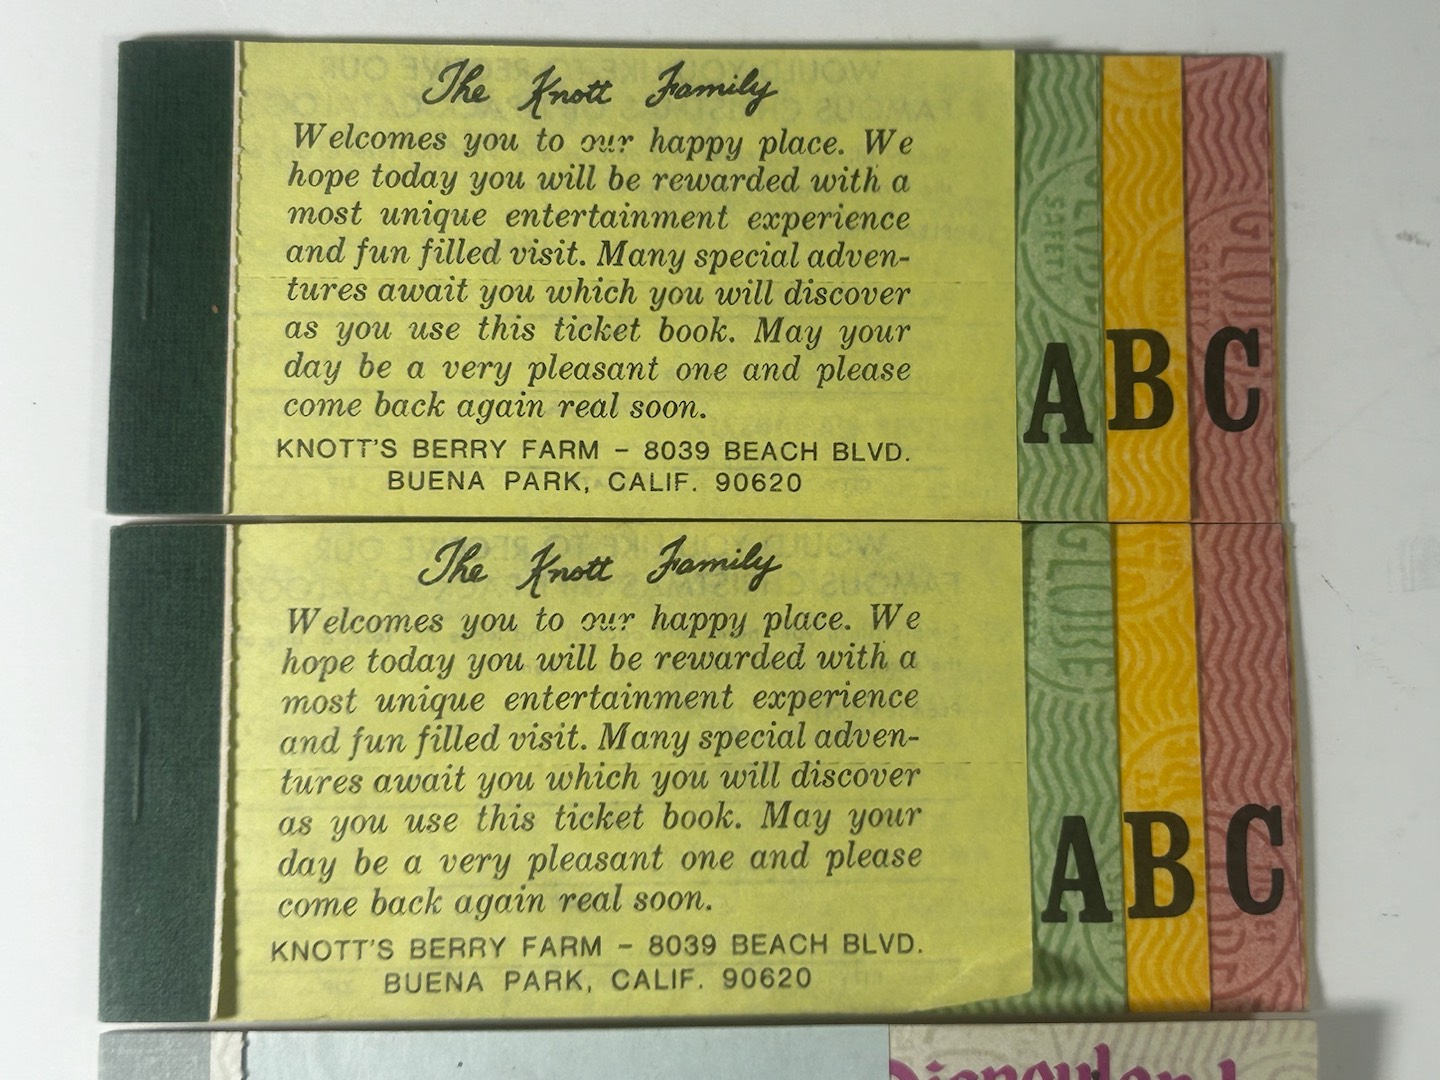 The Knott Family
Welcomes you to our happy place. We
hope today you will be rewarded with a
most unique entertainment experience
and fun filled visit. Many special adven-
tures await you which you will discover
as you use this ticket book. May your
day be a very pleasant one and please
come back again real soon.
KNOTT'S BERRY FARM – 8039 BEACH BLVD.
BUENA PARK, CALIF. 90620
SAFETY
A B C
The Knott Family
Welcomes you to our happy place. We
hope today you will be rewarded with a
most unique entertainment experience
and fun filled visit. Many special adven-
tures await you which you will discover
as you use this ticket book. May your
day be a very pleasant one and please
come back again real soon.
KNOTT'S BERRY FARM – 8039 BEACH BLVD.
BUENA PARK, CALIF. 90620
GLOBE
A B C
Disneyland